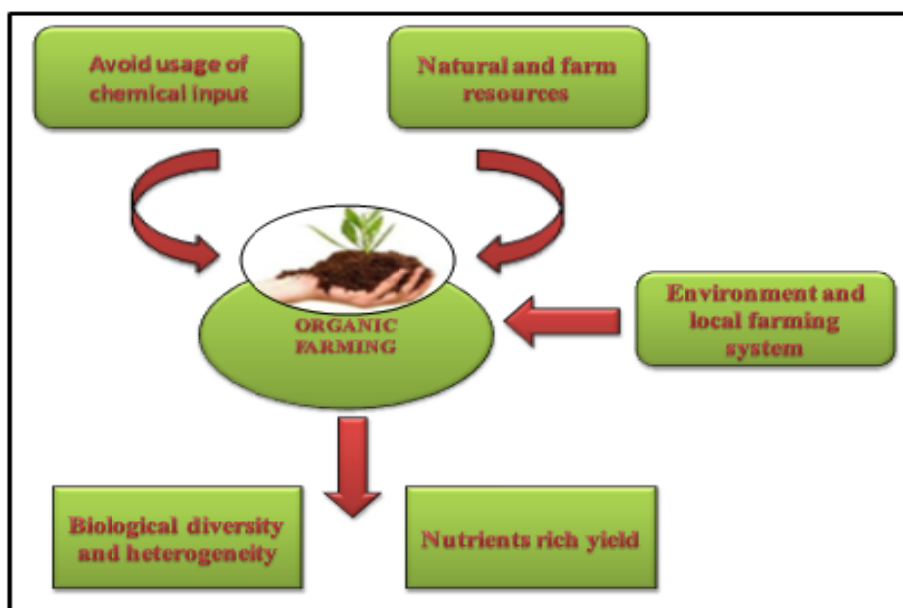 Avoid usage of
chemical input
Natural and farm
resources
ORGANIC
FARMING
Environment and
local farming
system
Biological diversity
and heterogeneity
Nutrients rich yield